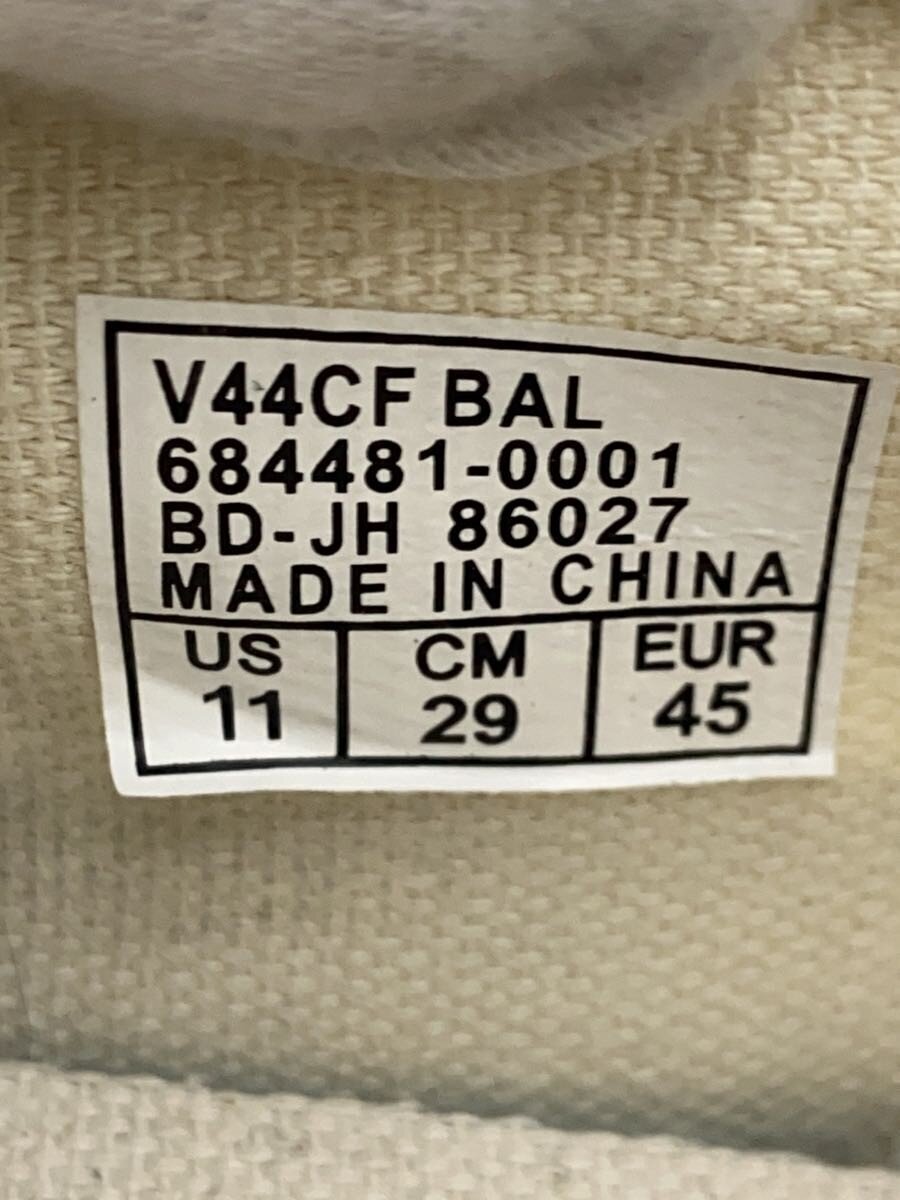 V44CF BAL
684481-0001
BD-JH 86027
MADE IN CHINA
US CM EUR
11 29 45